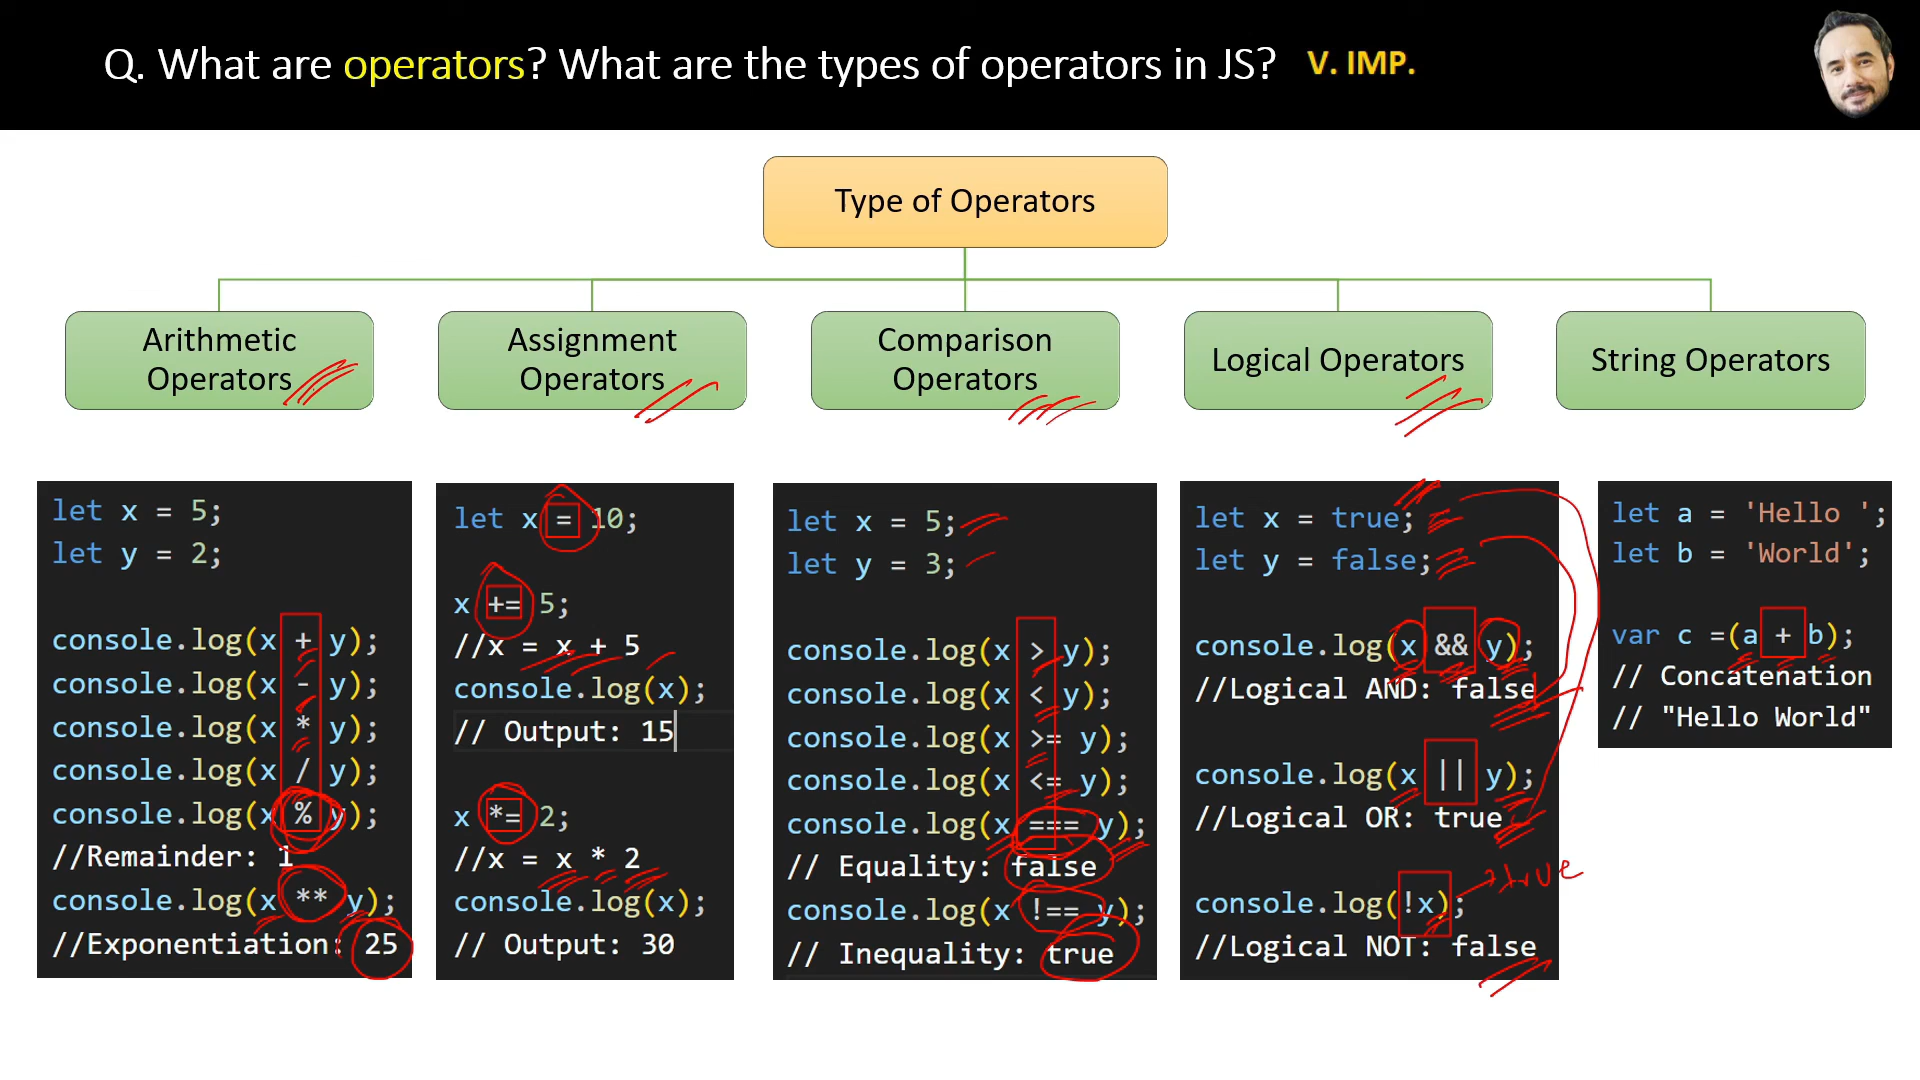 Q. What are operators? What are the types of operators in JS? V. IMP.
Type of Operators
Arithmetic
Operators
Assignment
Operators
Comparison
Operators
Logical Operators
String Operators
let x = 5;
let y = 2;
console.log(x + y);
console.log(x - y);
console.log(x * y);
console.log(x / y);
console.log(x % y);
//Remainder: 1
console.log(x ** y);
//Exponentiation: 25
let x = 10;
x += 5;
//x = x + 5
console.log(x);
// Output: 15
x *= 2;
//x = x * 2
console.log(x);
// Output: 30
let x = 5;
let y = 3;
console.log(x > y);
console.log(x < y);
console.log(x >= y);
console.log(x <= y);
console.log(x === y);
// Equality: false
console.log(x !== y);
// Inequality: true
let x = true;
let y = false;
console.log(x && y);
//Logical AND: false
console.log(x || y);
//Logical OR: true
true
console.log(!x);
//Logical NOT: false
let a = 'Hello ';
let b = 'World';
var c =(a + b);
// Concatenation
// "Hello World"